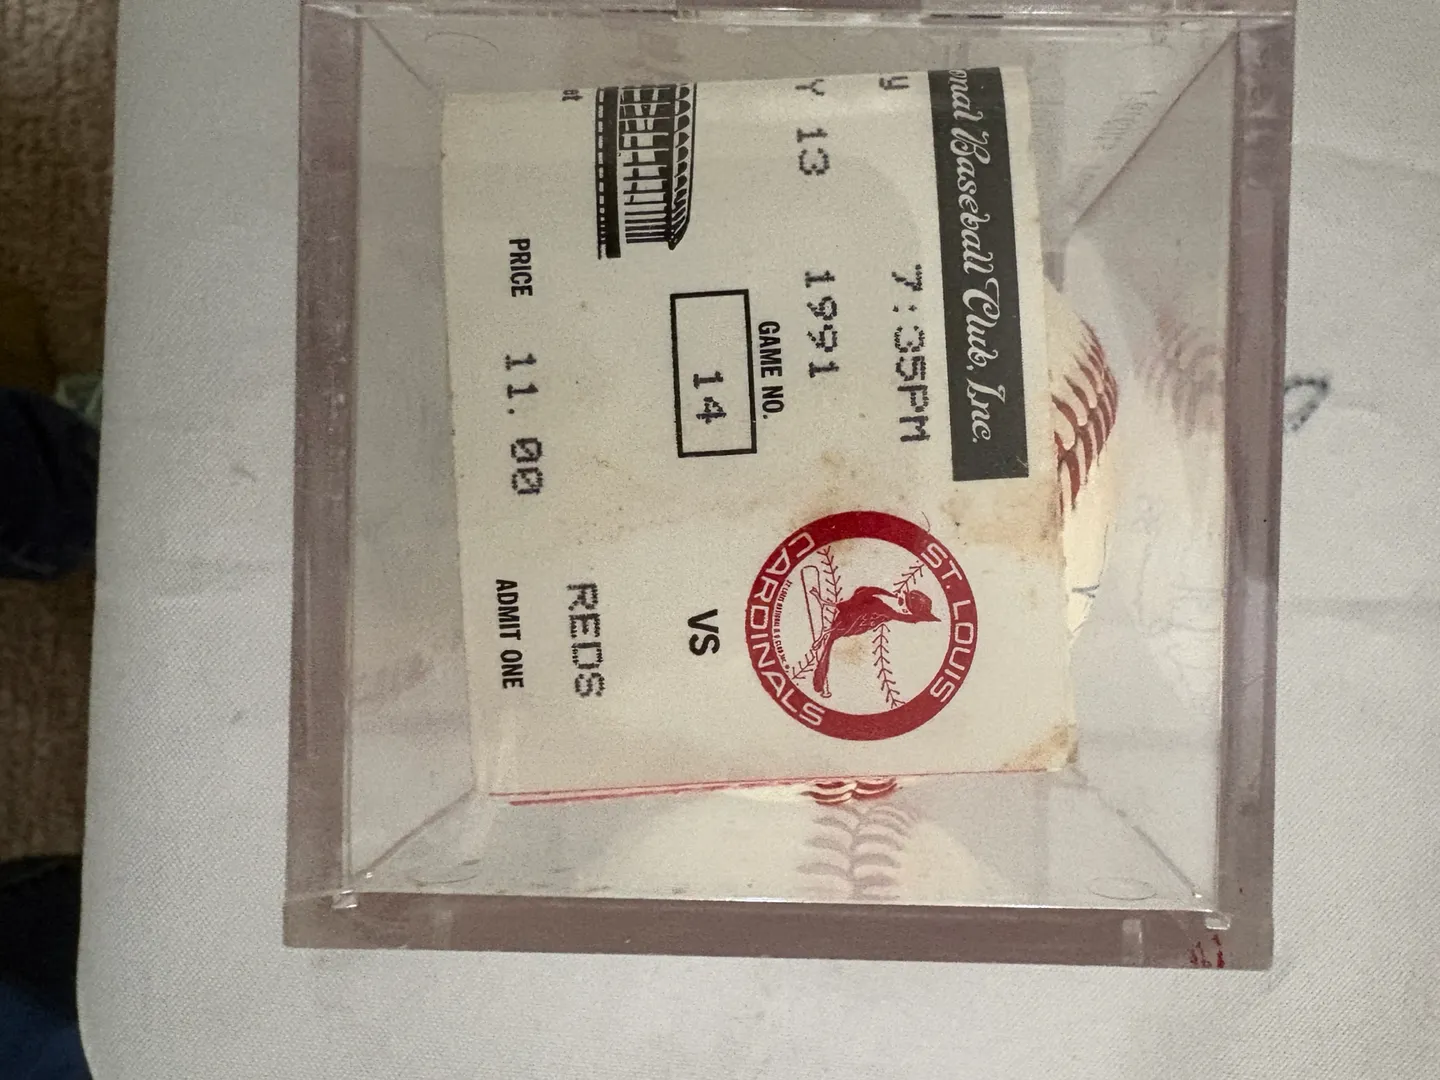 onal Baseball Club, Inc.
y 7:35PM
Y 13 1991
GAME NO.
14
PRICE 11.00
ST. LOUIS
CARDINALS
VS
REDS
ADMIT ONE